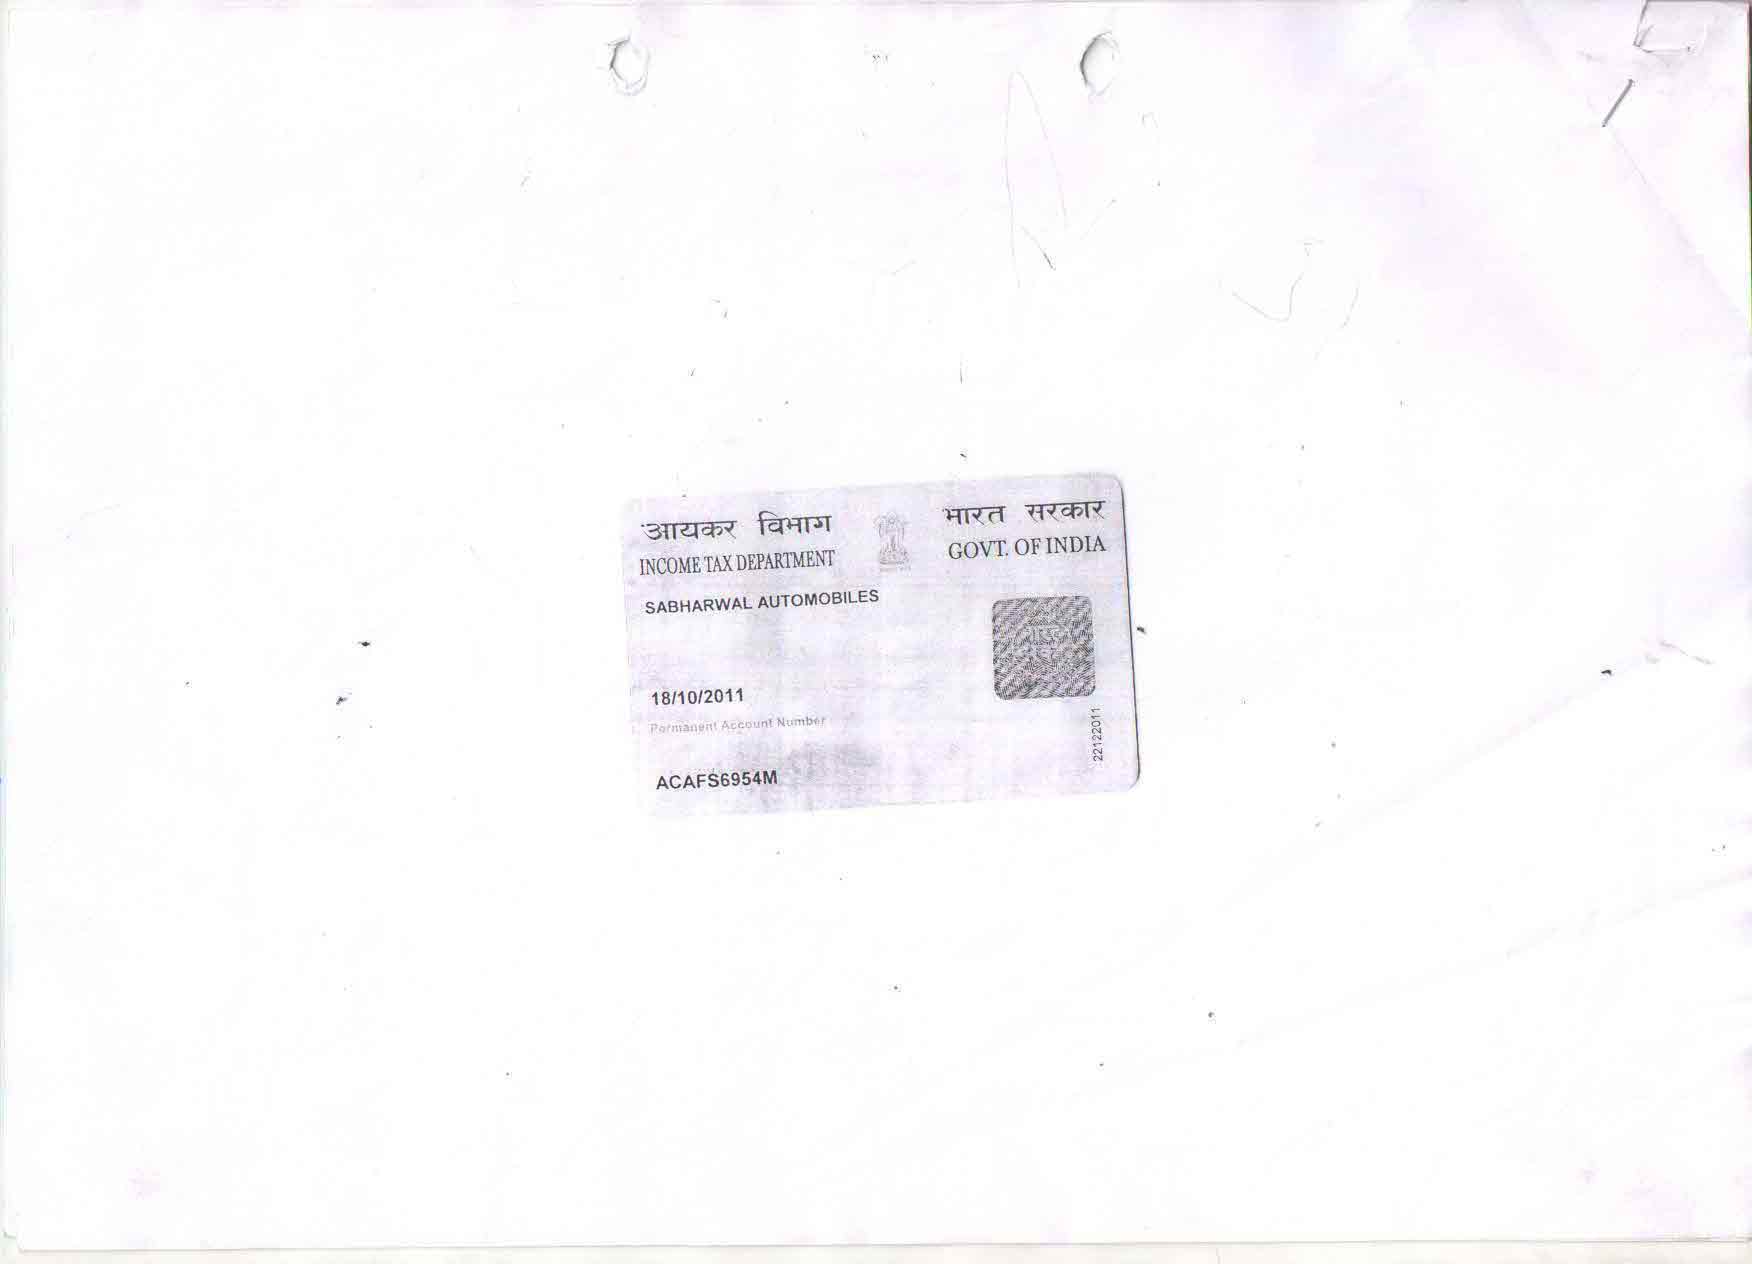 आयकर विभाग
INCOME TAX DEPARTMENT
भारत सरकार
GOVT. OF INDIA
SABHARWAL AUTOMOBILES
18/10/2011
Permanent Account Number
ACAFS6954M
22122011